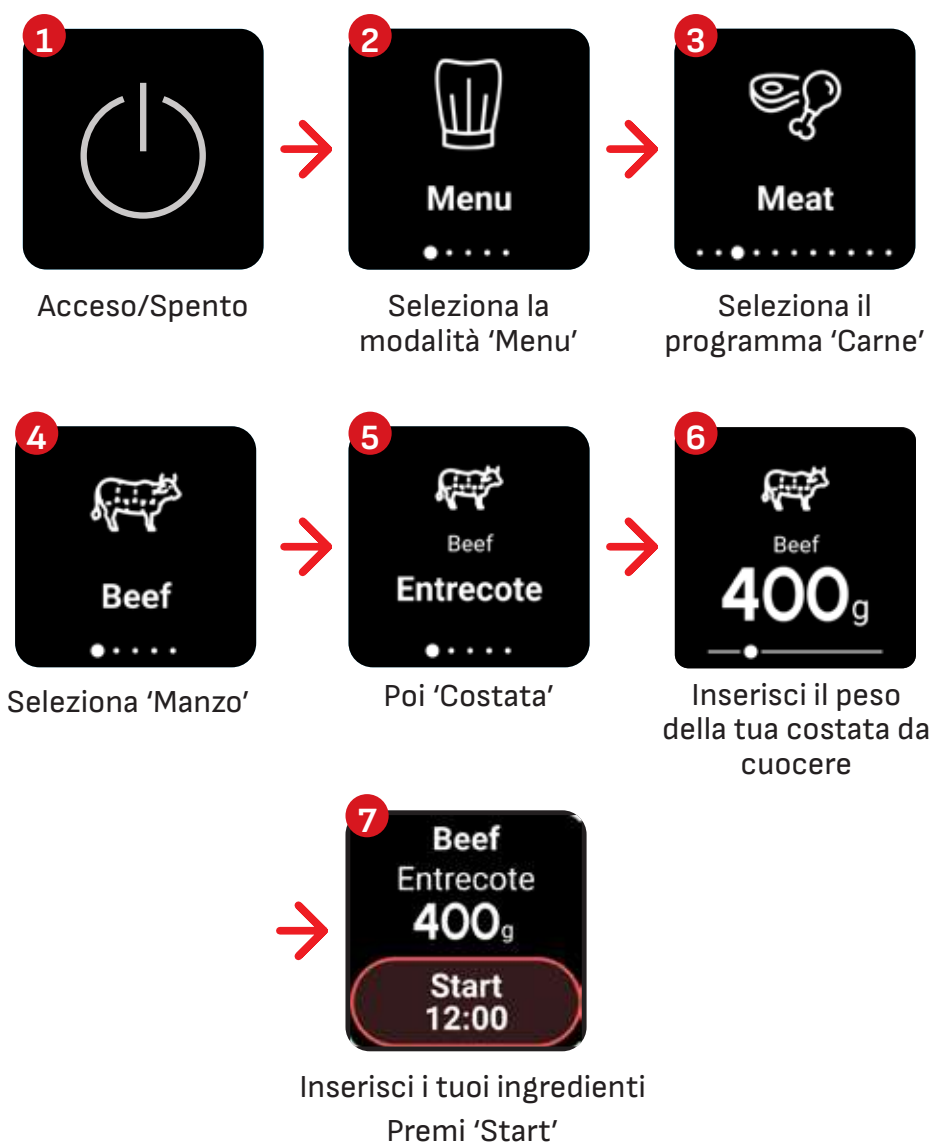 1
2
3
Menu
Meat
Acceso/Spento
Seleziona la
modalità ‘Menu’
Seleziona il
programma ‘Carne’
4
5
6
Beef
Beef
Entrecote
Beef
400g
Seleziona ‘Manzo’
Poi ‘Costata’
Inserisci il peso
della tua costata da
cuocere
7
Beef
Entrecote
400g
Start
12:00
Inserisci i tuoi ingredienti
Premi ‘Start’